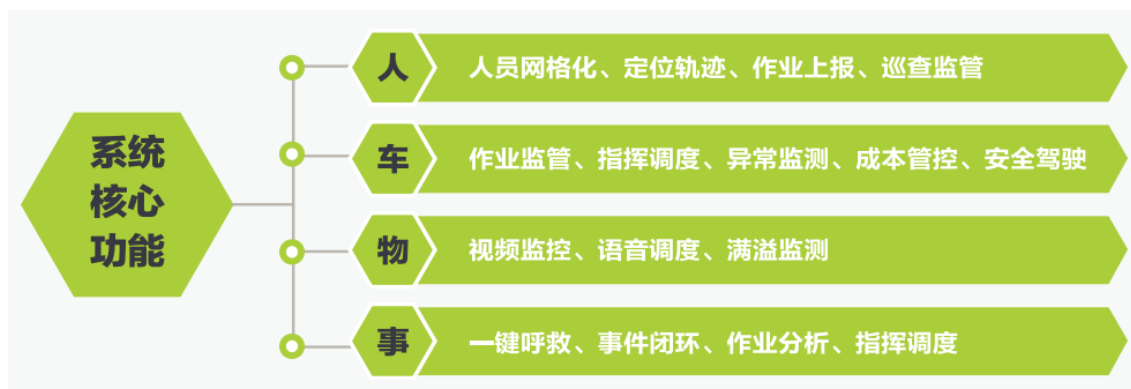 系统
核心
功能
人
人员网格化、定位轨迹、作业上报、巡查监管
车
作业监管、指挥调度、异常监测、成本管控、安全驾驶
物
视频监控、语音调度、满溢监测
事
一键呼救、事件闭环、作业分析、指挥调度